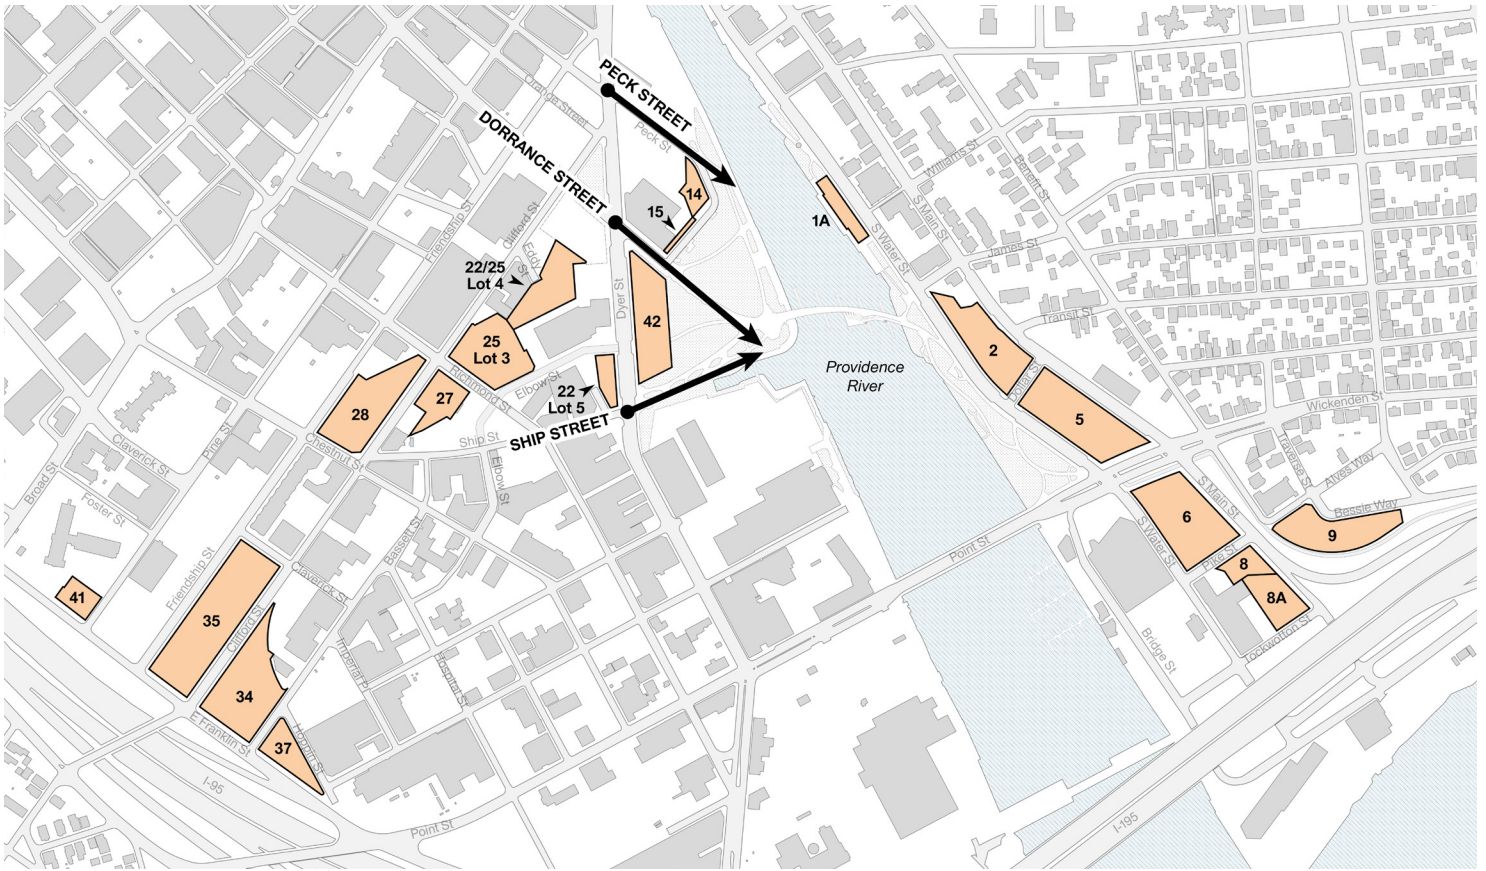 PECK STREET
Orange Street
DORRANCE STREET
Peck St
14
15
Williams St
Benefit St
1A
S Main St
S Water St
James St
Friendship St
Clifford St
Eddy
St
22/25
Lot 4
Dyer St
42
Transit St
2
25
Lot 3
Providence
River
Dollar St
Richmond St
Elbow St
27
28
22
Lot 5
5
Wickenden St
SHIP STREET
Ship St
Chestnut St
Pine St
Claverick St
Broad St
Elbow St
Traverse St
Alves Way
Foster St
S Main St
Bessie Way
6
S Water St
9
Bassett St
Point St
Pike St
8
8A
Friendship St
Claverick St
41
35
Clifford St
Imperial Pl
Hospital St
Bridge St
Tockwotton St
34
E Franklin St
37
Hoppin St
I-95
Point St
I-195